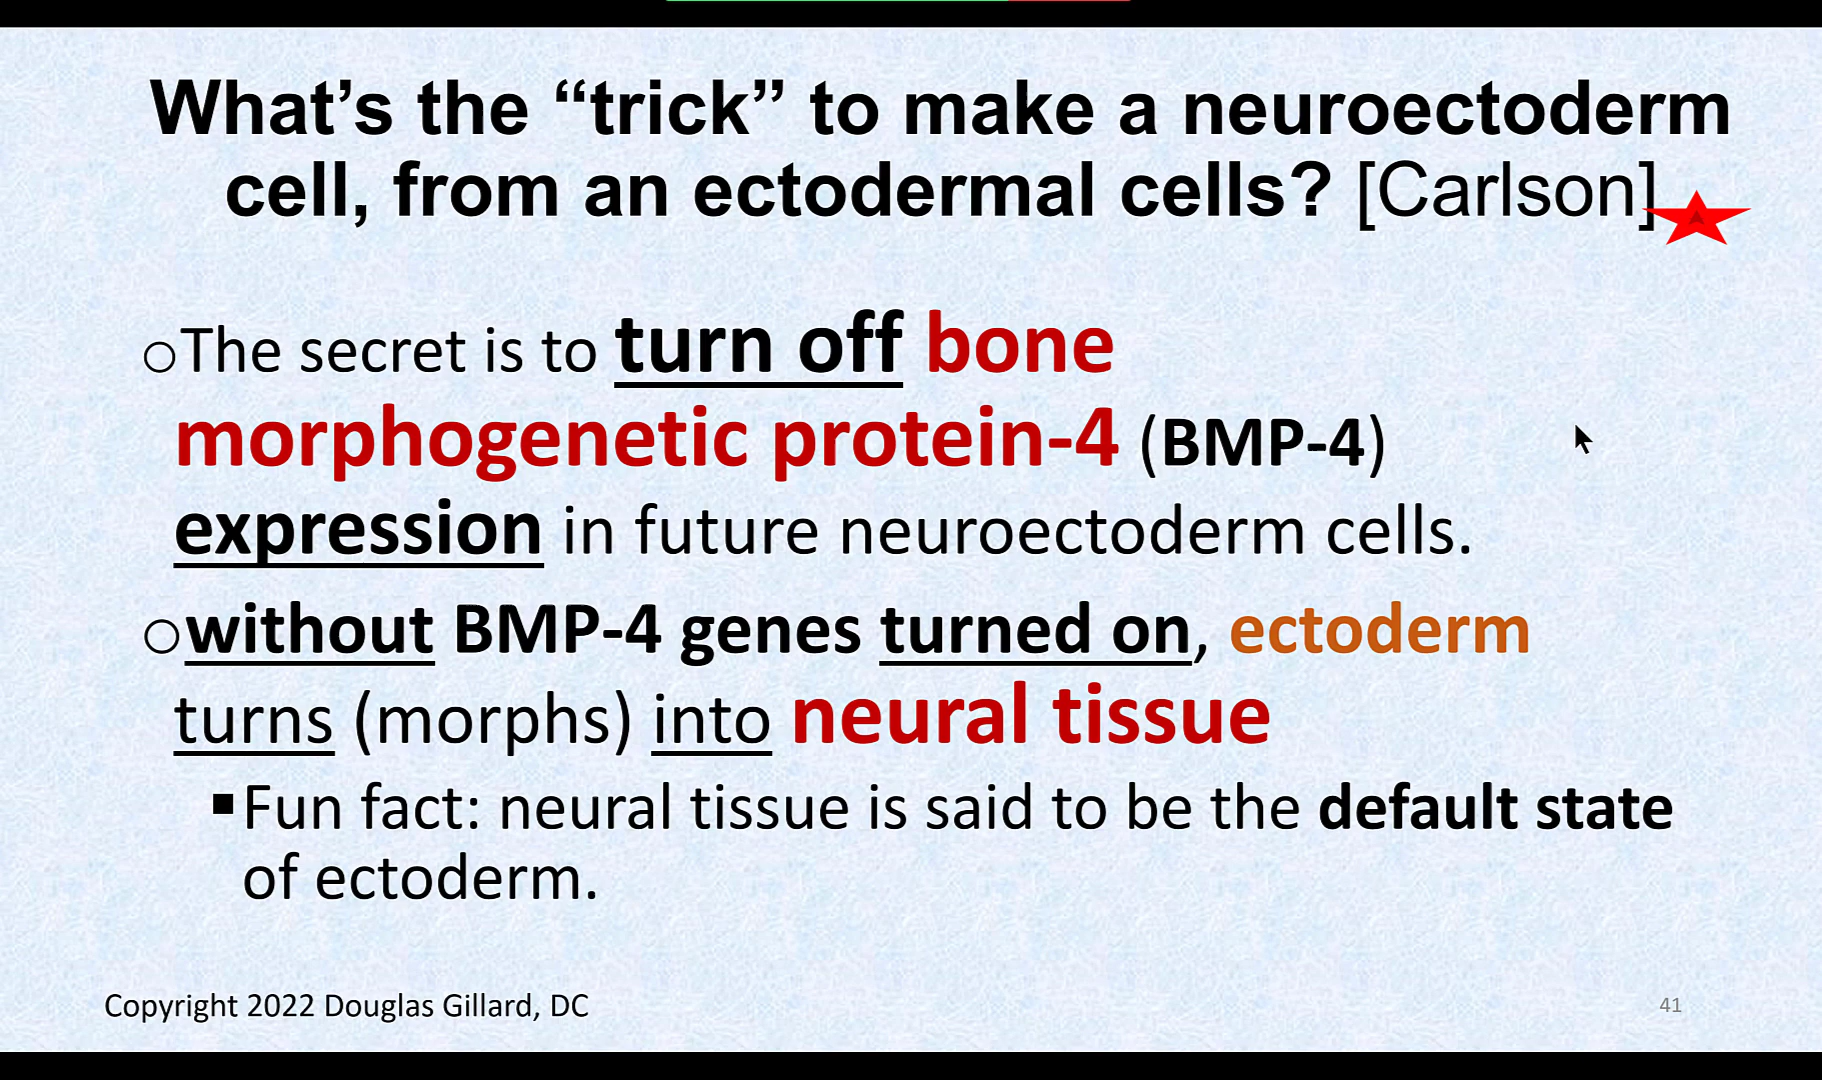 What’s the “trick” to make a neuroectoderm
cell, from an ectodermal cells? [Carlson]
○The secret is to turn off bone
morphogenetic protein-4 (BMP-4)
expression in future neuroectoderm cells.
○without BMP-4 genes turned on, ectoderm
turns (morphs) into neural tissue
▪Fun fact: neural tissue is said to be the default state
of ectoderm.
Copyright 2022 Douglas Gillard, DC
41